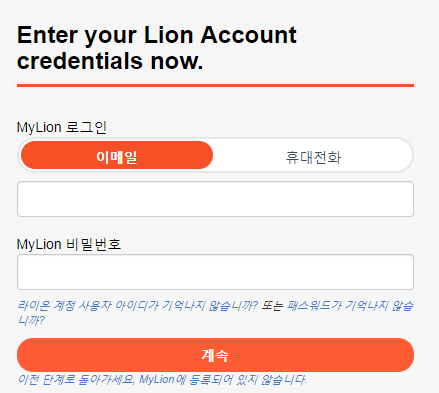 Enter your Lion Account
credentials now.
MyLion 로그인
이메일
휴대전화
MyLion 비밀번호
라이온 계정 사용자 아이디가 기억나지 않습니까? 또는 패스워드가 기억나지 않습
니까?
계속
이전 단계로 돌아가세요, MyLion에 등록되어 있지 않습니다.